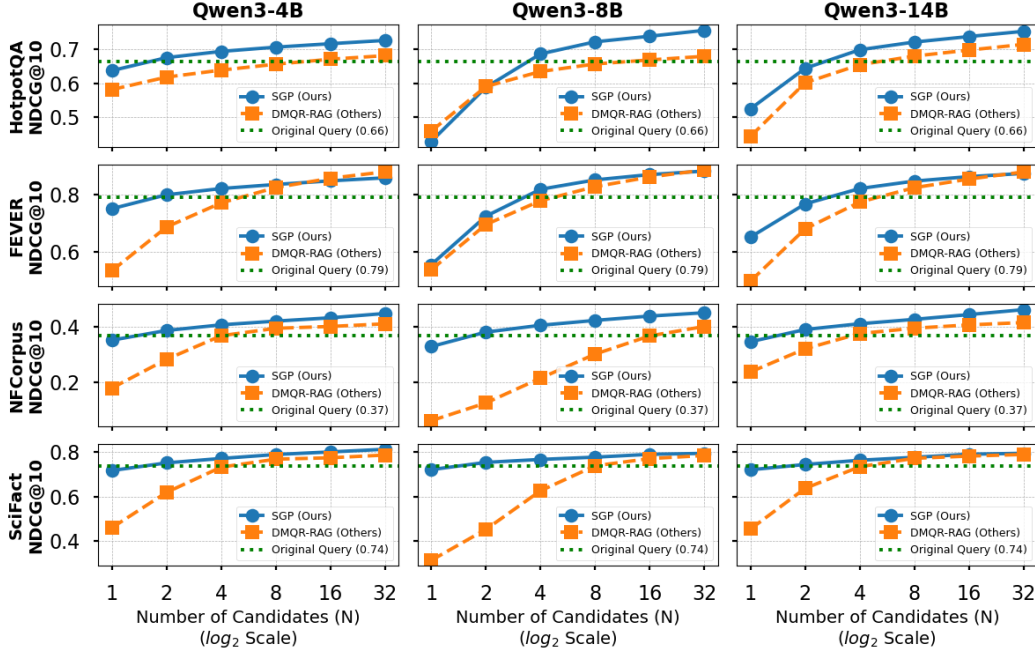 Qwen3-4B
Qwen3-8B
Qwen3-14B
HotpotQA
NDCG@10
0.7
0.6
0.5
SGP (Ours)
DMQR-RAG (Others)
Original Query (0.66)
SGP (Ours)
DMQR-RAG (Others)
Original Query (0.66)
SGP (Ours)
DMQR-RAG (Others)
Original Query (0.66)
FEVER
NDCG@10
0.8
0.6
SGP (Ours)
DMQR-RAG (Others)
Original Query (0.79)
SGP (Ours)
DMQR-RAG (Others)
Original Query (0.79)
SGP (Ours)
DMQR-RAG (Others)
Original Query (0.79)
NFCorpus
NDCG@10
0.4
0.2
SGP (Ours)
DMQR-RAG (Others)
Original Query (0.37)
SGP (Ours)
DMQR-RAG (Others)
Original Query (0.37)
SGP (Ours)
DMQR-RAG (Others)
Original Query (0.37)
SciFact
NDCG@10
0.8
0.6
0.4
SGP (Ours)
DMQR-RAG (Others)
Original Query (0.74)
SGP (Ours)
DMQR-RAG (Others)
Original Query (0.74)
SGP (Ours)
DMQR-RAG (Others)
Original Query (0.74)
1 2 4 8 16 32
1 2 4 8 16 32
1 2 4 8 16 32
Number of Candidates (N)
(log₂ Scale)
Number of Candidates (N)
(log₂ Scale)
Number of Candidates (N)
(log₂ Scale)